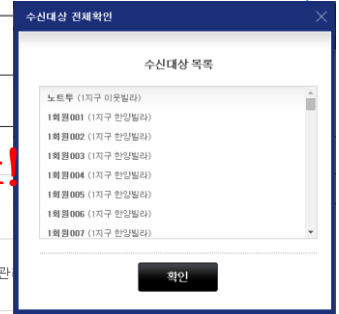 수신대상 전체확인
수신대상 목록
노트투 (1지구 이웃빌라)
1회원001 (1지구 한양빌라)
1회원002 (1지구 한양빌라)
1회원003 (1지구 한양빌라)
1회원004 (1지구 한양빌라)
1회원005 (1지구 한양빌라)
1회원006 (1지구 한양빌라)
1회원007 (1지구 한양빌라)
확인